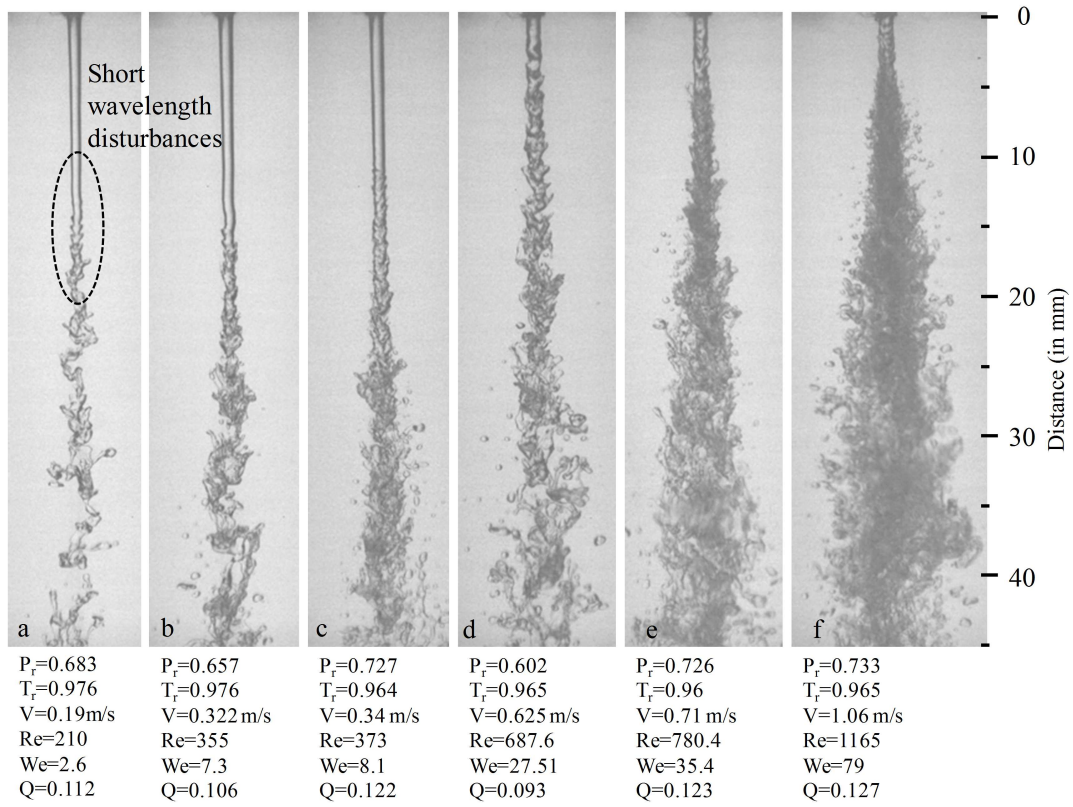 Short
wavelength
disturbances
0
10
20
30
40
Distance (in mm)
a
b
c
d
e
f
Pr=0.683
Tr=0.976
V=0.19m/s
Re=210
We=2.6
Q=0.112
Pr=0.657
Tr=0.976
V=0.322 m/s
Re=355
We=7.3
Q=0.106
Pr=0.727
Tr=0.964
V=0.34 m/s
Re=373
We=8.1
Q=0.122
Pr=0.602
Tr=0.965
V=0.625 m/s
Re=687.6
We=27.51
Q=0.093
Pr=0.726
Tr=0.96
V=0.71 m/s
Re=780.4
We=35.4
Q=0.123
Pr=0.733
Tr=0.965
V=1.06 m/s
Re=1165
We=79
Q=0.127